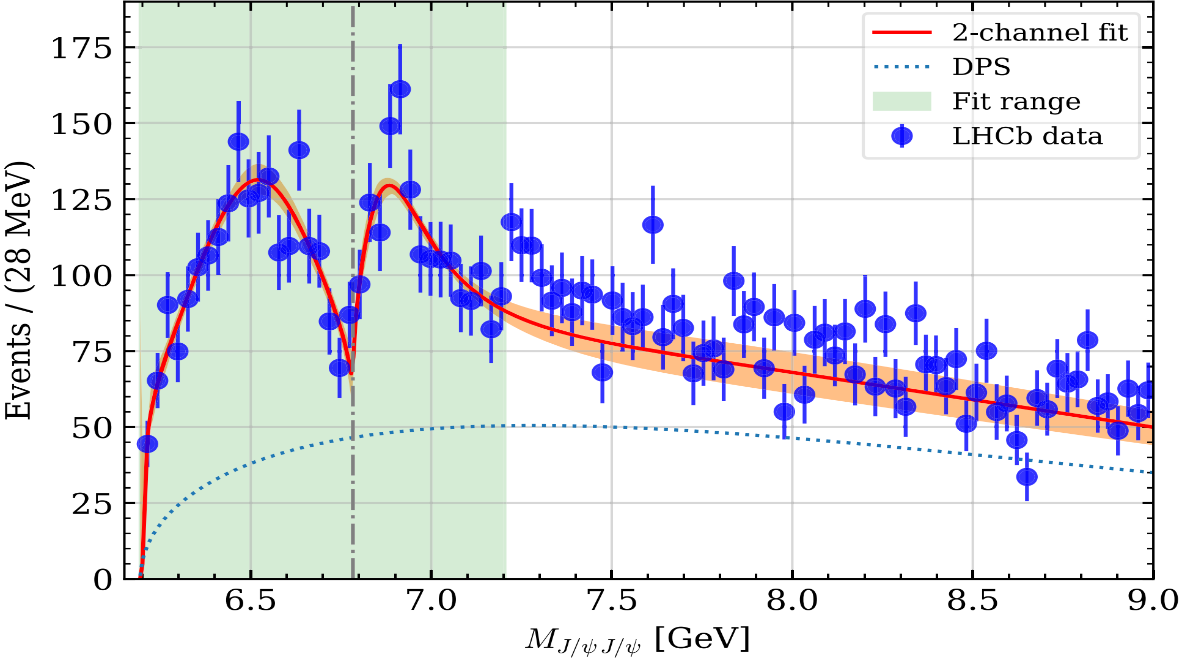 175
150
125
100
75
50
25
0
Events / (28 MeV)
2-channel fit
DPS
Fit range
LHCb data
6.5 7.0 7.5 8.0 8.5 9.0
M_{J/ψ J/ψ} [GeV]